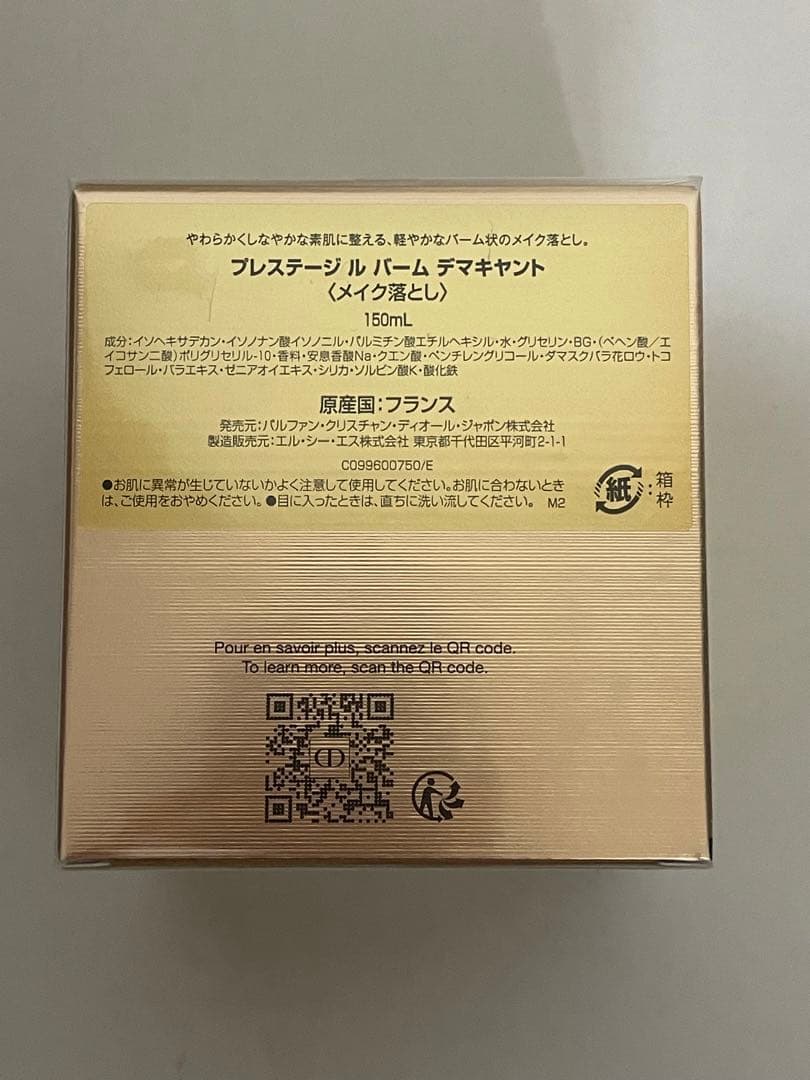 やわらかくしなやかな素肌に整える、軽やかなバーム状のメイク落とし。
プレステージ ル バーム デマキヤント
〈メイク落とし〉
150mL
成分：イソヘキサデカン・イソノナン酸イソノニル・パルミチン酸エチルヘキシル・水・グリセリン・BG・（ベヘン酸／エ
イコサン二酸）ポリグリセリル-10・香料・安息香酸Na・クエン酸・ペンチレングリコール・ダマスクバラ花ロウ・トコ
フェロール・バラエキス・ゼニアオイエキス・シリカ・ソルビン酸K・酸化鉄
原産国：フランス
発売元：パルファン・クリスチャン・ディオール・ジャポン株式会社
製造販売元：エル・シー・エス株式会社 東京都千代田区平河町2-1-1
C099600750/E
●お肌に異常が生じていないかよく注意して使用してください。お肌に合わないとき
は、ご使用をおやめください。●目に入ったときは、直ちに洗い流してください。 M2
紙：箱
枠
Pour en savoir plus, scannez le QR code.
To learn more, scan the QR code.
CD